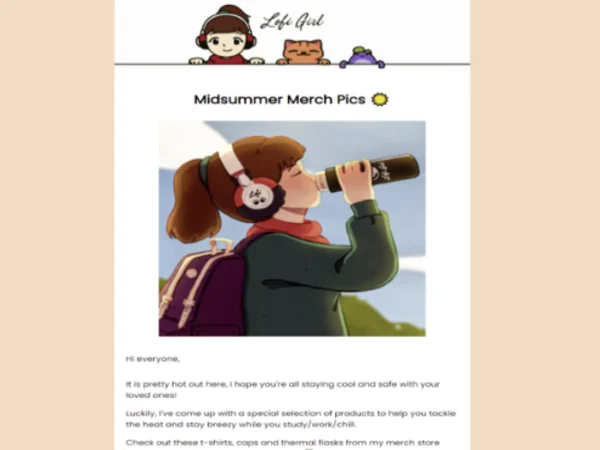 Lofi Girl
Midsummer Merch Pics
Lofi
Hi everyone,
It is pretty hot out here, I hope you're all staying cool and safe with your
loved ones!
Luckily, I've come up with a special selection of products to help you tackle
the heat and stay breezy while you study/work/chill.
Check out these t-shirts, caps and thermal flasks from my merch store